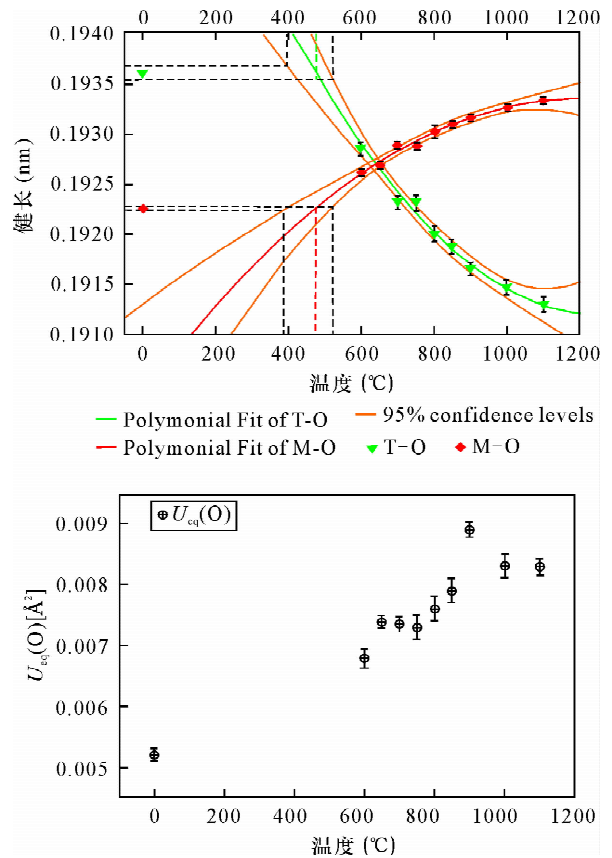 0 200 400 600 800 1000 1200
0.1940
0.1935
0.1930
0.1925
0.1920
0.1915
0.1910
健长 (nm)
0 200 400 600 800 1000 1200
温度 (℃)
Polymonial Fit of T-O 95% confidence levels
Polymonial Fit of M-O T-O M-O
Ueq(O)
0.009
0.008
0.007
0.006
0.005
Ueq(O)[Å²]
0 200 400 600 800 1000 1200
温度 (℃)